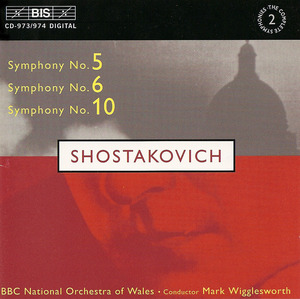 BIS
CD-973/974 DIGITAL
THE COMPLETE SYMPHONIES · 2
Symphony No. 5
Symphony No. 6
Symphony No. 10
SHOSTAKOVICH
BBC National Orchestra of Wales · Conductor Mark Wigglesworth